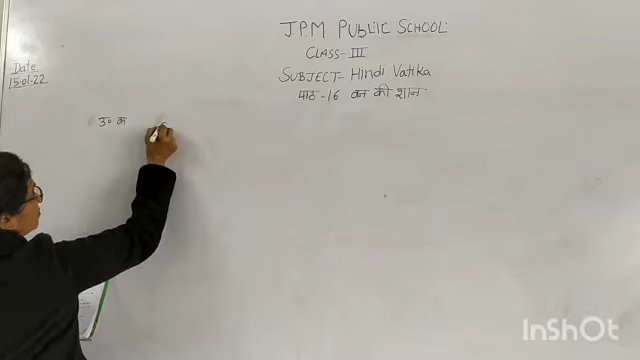 J.P.M PUBLIC SCHOOL
CLASS-III
SUBJECT- Hindi Vatika
पाठ -16 वन की शान
Date
15.01.22
उ० क
InShOt